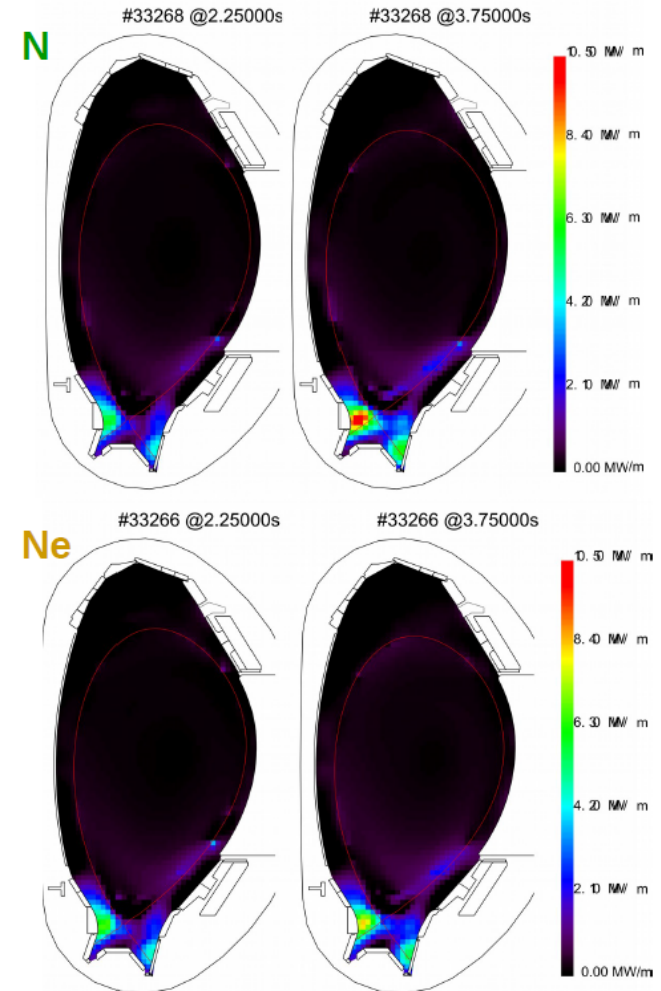 #33268 @2.25000s
#33268 @3.75000s
N
10.50 MW/ m
8.40 MW/ m
6.30 MW/ m
4.20 MW/ m
2.10 MW/ m
0.00 MW/m
#33266 @2.25000s
#33266 @3.75000s
Ne
10.50 MW/ m
8.40 MW/ m
6.30 MW/ m
4.20 MW/ m
2.10 MW/ m
0.00 MW/m